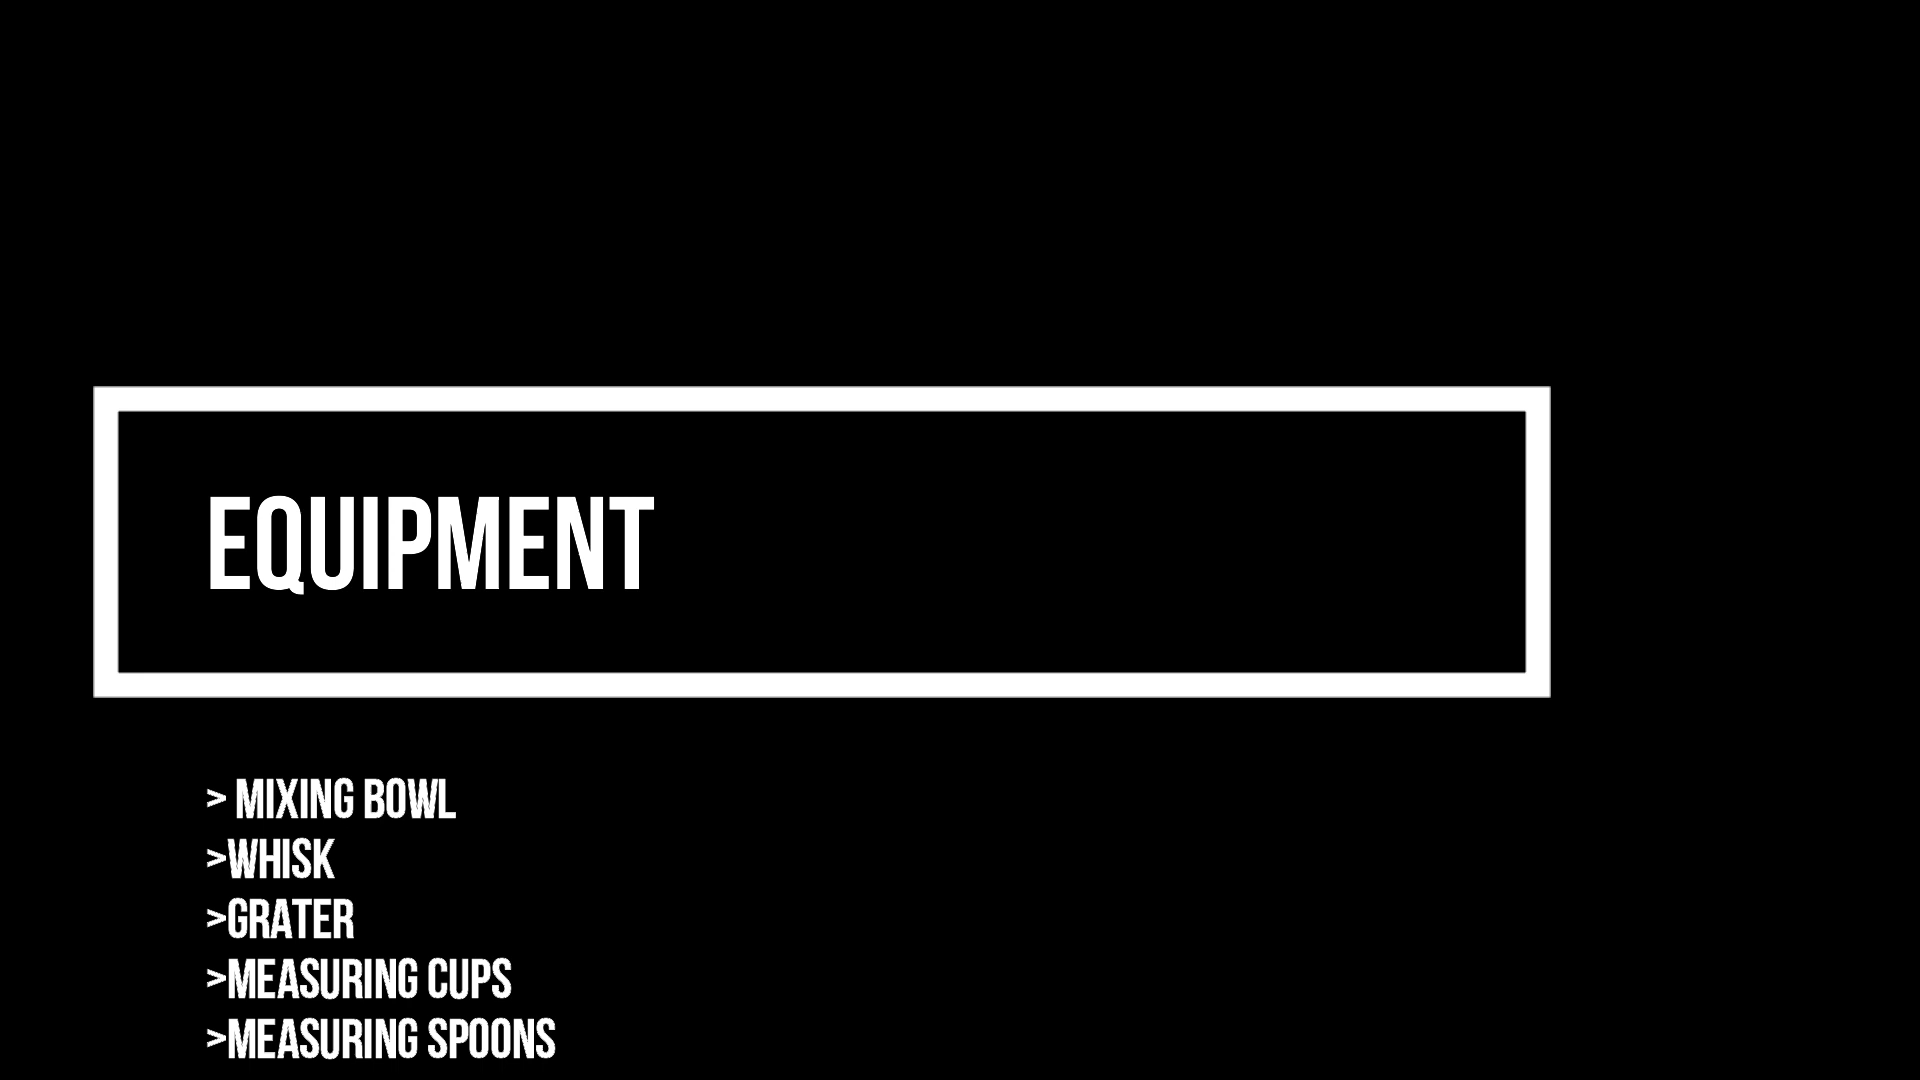 EQUIPMENT
> MIXING BOWL
>WHISK
>GRATER
>MEASURING CUPS
>MEASURING SPOONS